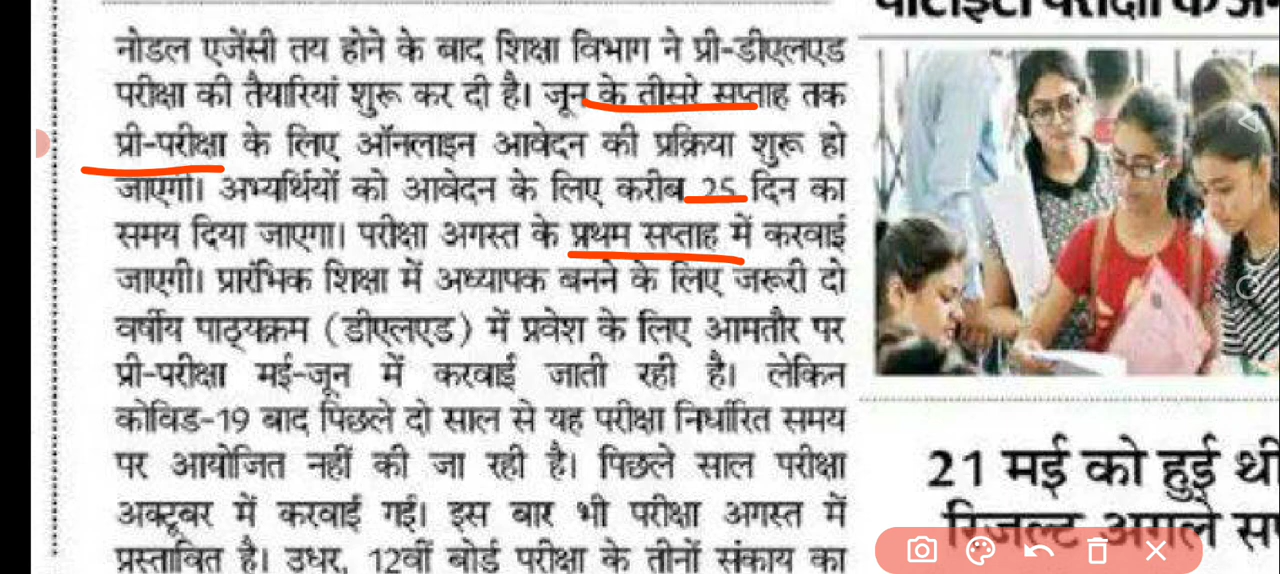 नोडल एजेंसी तय होने के बाद शिक्षा विभाग ने प्री-डीएलएड
परीक्षा की तैयारियां शुरू कर दी है। जून के तीसरे सप्ताह तक
प्री-परीक्षा के लिए ऑनलाइन आवेदन की प्रक्रिया शुरू हो
जाएगी। अभ्यर्थियों को आवेदन के लिए करीब 25 दिन का
समय दिया जाएगा। परीक्षा अगस्त के प्रथम सप्ताह में करवाई
जाएगी। प्रारंभिक शिक्षा में अध्यापक बनने के लिए जरूरी दो
वर्षीय पाठ्यक्रम (डीएलएड) में प्रवेश के लिए आमतौर पर
प्री-परीक्षा मई-जून में करवाई जाती रही है। लेकिन
कोविड-19 बाद पिछले दो साल से यह परीक्षा निर्धारित समय
पर आयोजित नहीं की जा रही है। पिछले साल परीक्षा
अक्टूबर में करवाई गई। इस बार भी परीक्षा अगस्त में
प्रस्तावित है। उधर, 12वीं बोर्ड परीक्षा के तीनों संकाय का
21 मई को हुई थी
रिजल्ट अगले